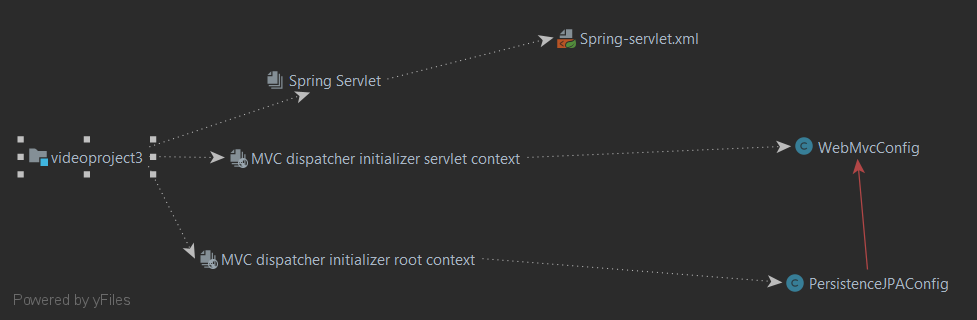 Spring-servlet.xml
Spring Servlet
videoproject3
MVC dispatcher initializer servlet context
WebMvcConfig
MVC dispatcher initializer root context
PersistenceJPAConfig
Powered by yFiles